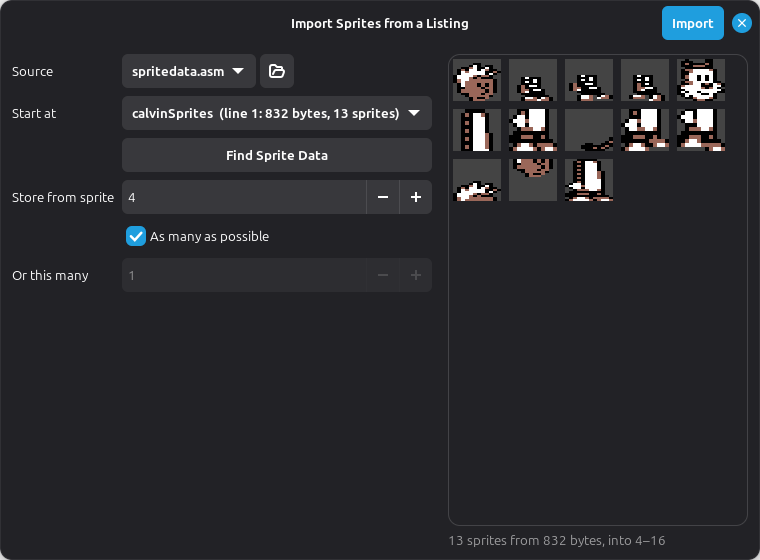 Import Sprites from a Listing
Import
Source
spritedata.asm
Start at
calvinSprites (line 1: 832 bytes, 13 sprites)
Find Sprite Data
Store from sprite
4
As many as possible
Or this many
1
13 sprites from 832 bytes, into 4–16